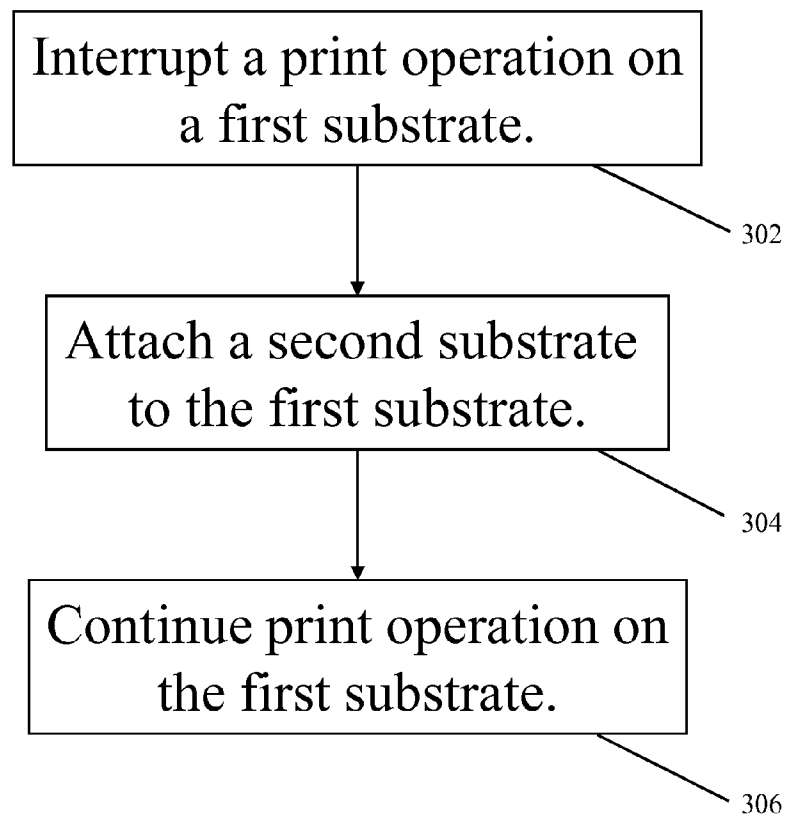 Interrupt a print operation on
a first substrate.
302
Attach a second substrate
to the first substrate.
304
Continue print operation on
the first substrate.
306